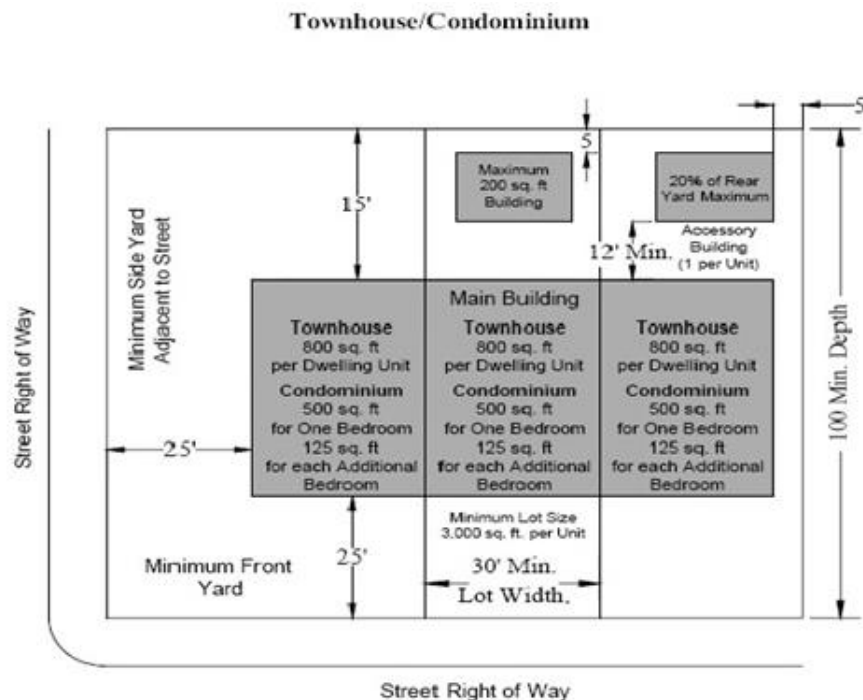 Townhouse/Condominium
5
5
Maximum
200 sq. ft
Building
20% of Rear
Yard Maximum
15'
Minimum Side Yard
Adjacent to Street
12' Min.
Accessory
Building
(1 per Unit)
Main Building
Townhouse
800 sq. ft
per Dwelling Unit
Condominium
500 sq. ft
for One Bedroom
125 sq. ft
for each Additional
Bedroom
Townhouse
800 sq. ft
per Dwelling Unit
Condominium
500 sq. ft
for One Bedroom
125 sq. ft
for each Additional
Bedroom
Townhouse
800 sq. ft
per Dwelling Unit
Condominium
500 sq. ft
for One Bedroom
125 sq. ft
for each Additional
Bedroom
100 Min. Depth
Street Right of Way
25'
25'
Minimum Front
Yard
Minimum Lot Size
3,000 sq. ft. per Unit
30' Min.
Lot Width.
Street Right of Way